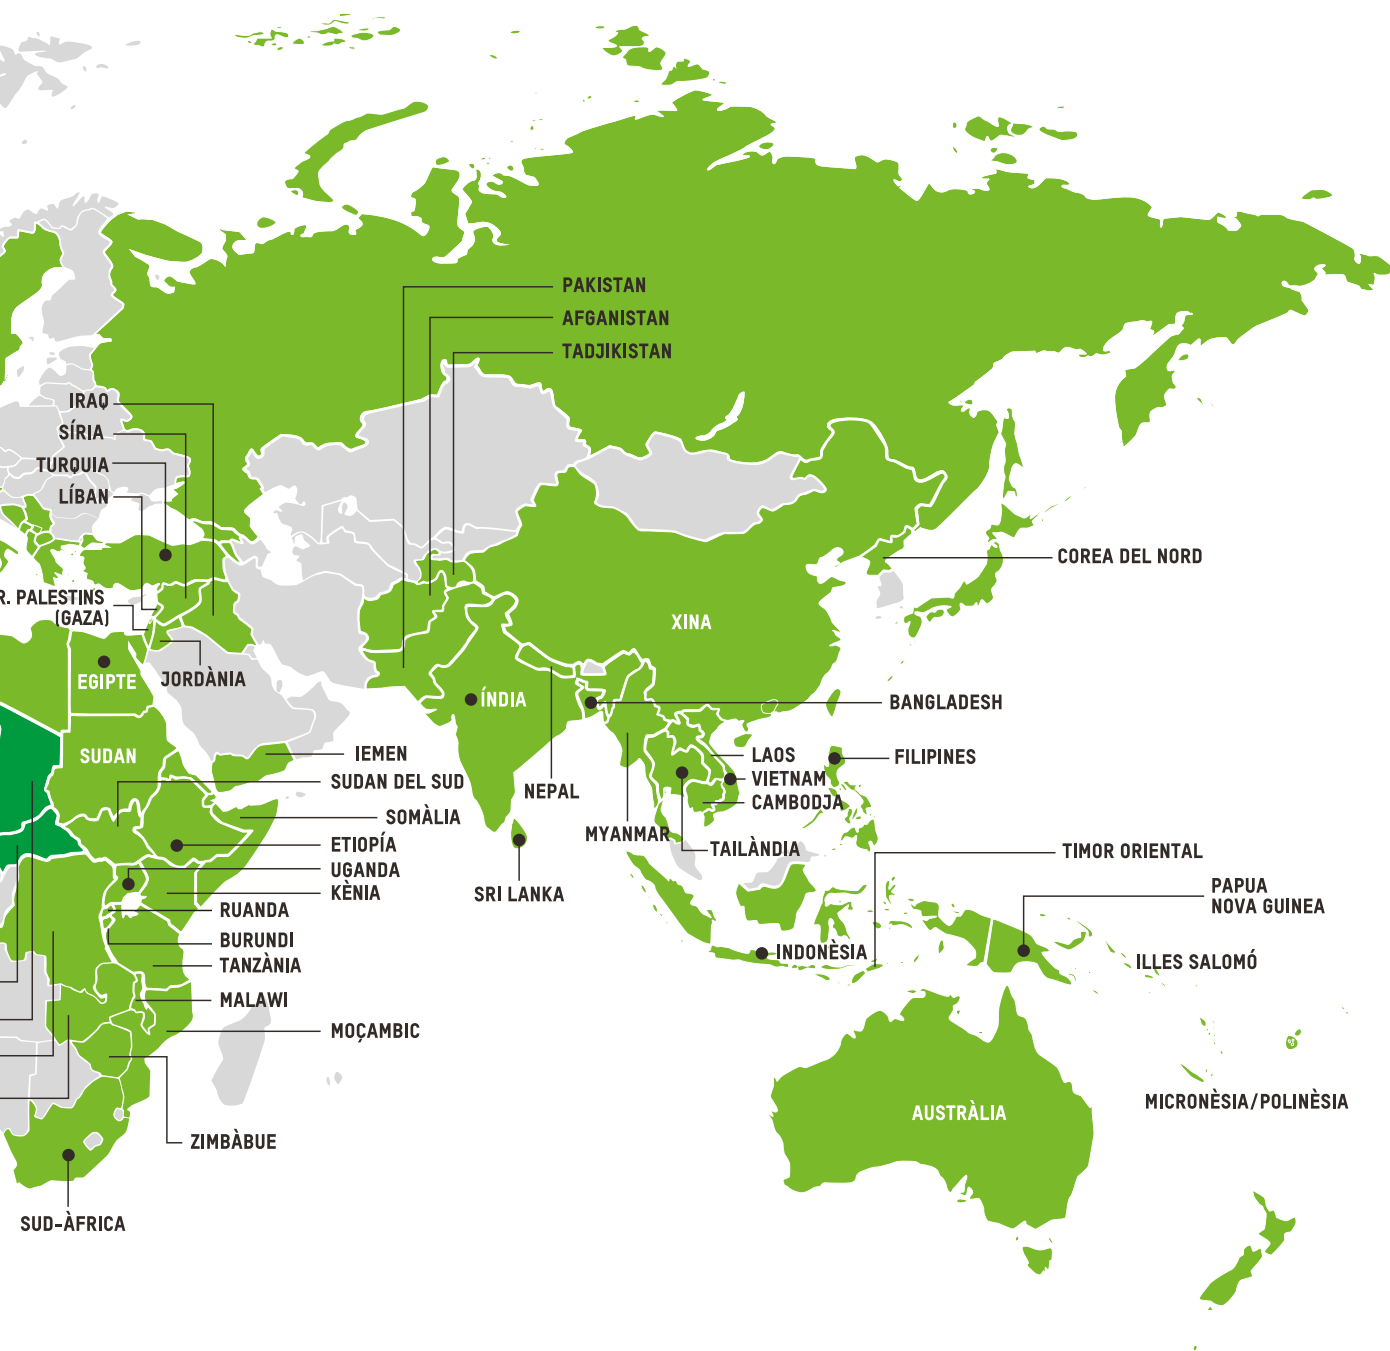 PAKISTAN
AFGANISTAN
TADJIKISTAN
IRAQ
SÍRIA
TURQUIA
LÍBAN
R. PALESTINS
(GAZA)
JORDÀNIA
EGIPTE
SUDAN
COREA DEL NORD
XINA
ÍNDIA
BANGLADESH
IEMEN
SUDAN DEL SUD
SOMÀLIA
ETIOPÍA
UGANDA
KÈNIA
RUANDA
BURUNDI
TANZÀNIA
MALAWI
MOÇAMBIC
ZIMBÀBUE
SUD-ÀFRICA
NEPAL
SRI LANKA
MYANMAR
LAOS
VIETNAM
CAMBODJA
TAILÀNDIA
FILIPINES
TIMOR ORIENTAL
PAPUA
NOVA GUINEA
INDONÈSIA
ILLES SALOMÓ
MICRONÈSIA/POLINÈSIA
AUSTRÀLIA